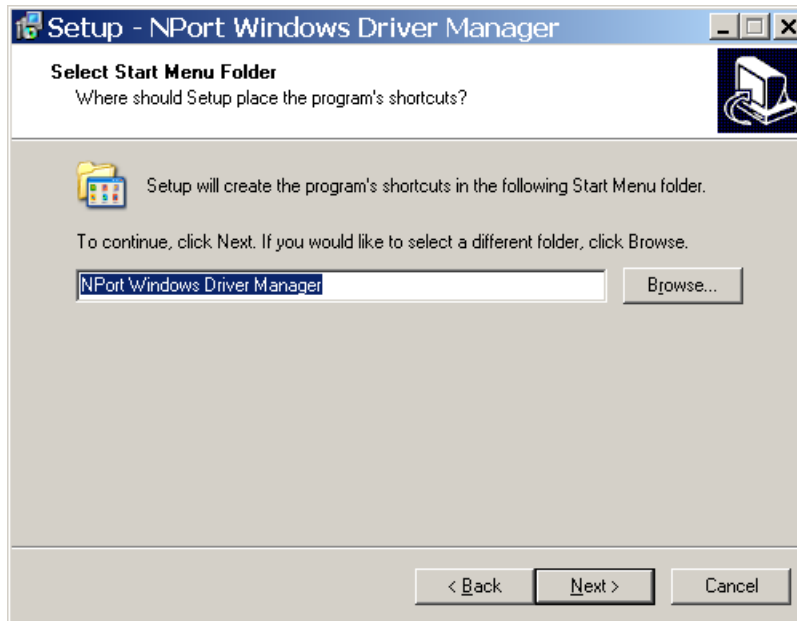 Setup - NPort Windows Driver Manager
Select Start Menu Folder
Where should Setup place the program's shortcuts?
Setup will create the program's shortcuts in the following Start Menu folder.
To continue, click Next. If you would like to select a different folder, click Browse.
NPort Windows Driver Manager
Browse...
< Back
Next >
Cancel